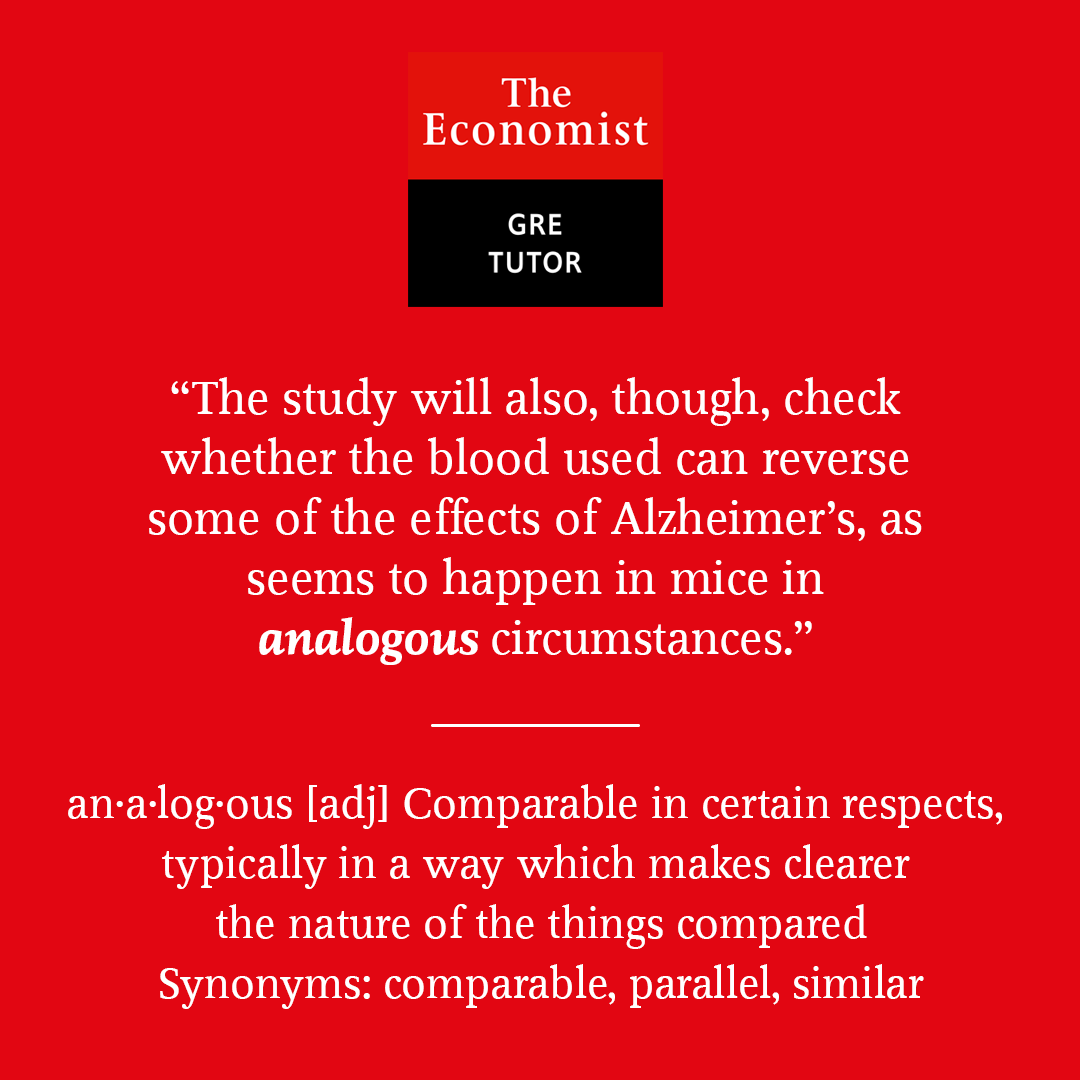 The
Economist
GRE
TUTOR
“The study will also, though, check
whether the blood used can reverse
some of the effects of Alzheimer’s, as
seems to happen in mice in
analogous circumstances.”
an·a·log·ous [adj] Comparable in certain respects,
typically in a way which makes clearer
the nature of the things compared
Synonyms: comparable, parallel, similar